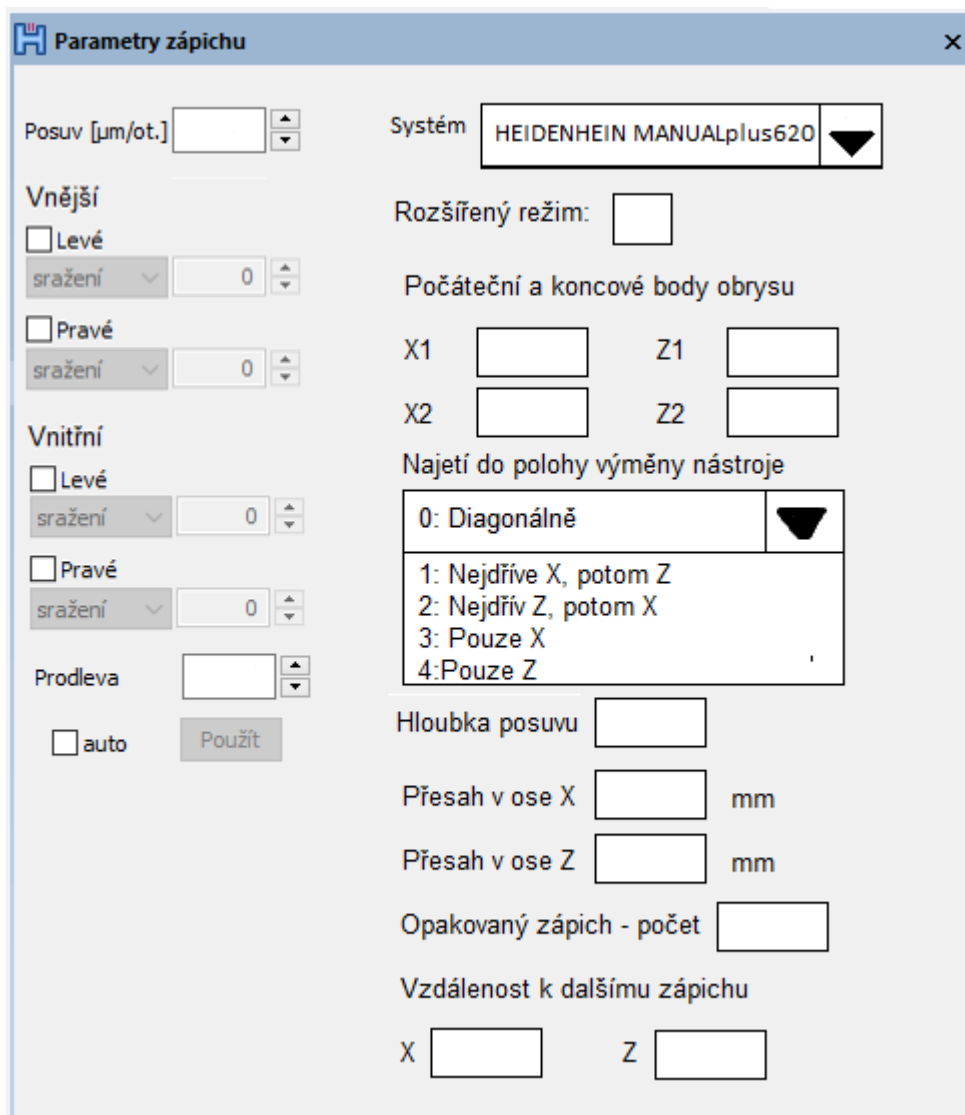 Parametry zápichu
Posuv [µm/ot.]
Vnější
Levé
sražení 0
Pravé
sražení 0
Vnitřní
Levé
sražení 0
Pravé
sražení 0
Prodleva
auto Použít
Systém HEIDENHEIN MANUALplus620
Rozšířený režim:
Počáteční a koncové body obrysu
X1 Z1
X2 Z2
Najetí do polohy výměny nástroje
0: Diagonálně
1: Nejdříve X, potom Z
2: Nejdřív Z, potom X
3: Pouze X
4:Pouze Z
Hloubka posuvu
Přesah v ose X mm
Přesah v ose Z mm
Opakovaný zápich - počet
Vzdálenost k dalšímu zápichu
X Z